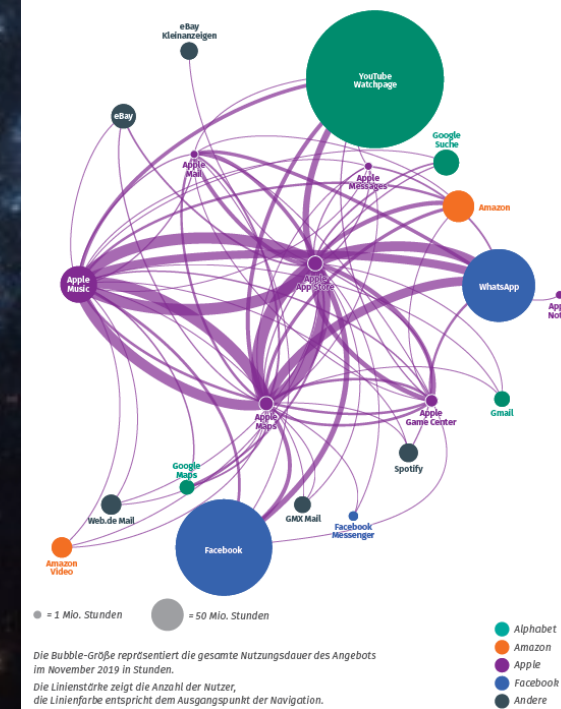 eBay
Kleinanzeigen
YouTube
Watchpage
eBay
Google
Suche
Apple
Mail
Apple
Messages
Amazon
Apple
App Store
Apple
Music
WhatsApp
Apple
Maps
Apple
Game Center
Gmail
Spotify
Google
Maps
Web.de Mail
GMX Mail
Facebook
Messenger
Facebook
Amazon
Video
= 1 Mio. Stunden
= 50 Mio. Stunden
Die Bubble-Größe repräsentiert die gesamte Nutzungsdauer des Angebots
im November 2019 in Stunden.
Die Linienstärke zeigt die Anzahl der Nutzer,
die Linienfarbe entspricht dem Ausgangspunkt der Navigation.
Alphabet
Amazon
Apple
Facebook
Andere